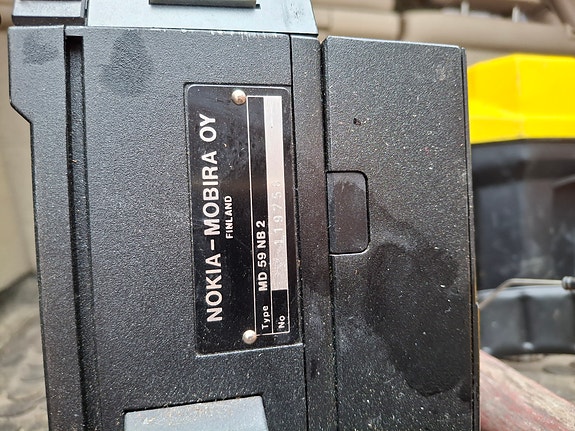 NOKIA-MOBIRA OY
FINLAND
Type MD 59 NB 2
No